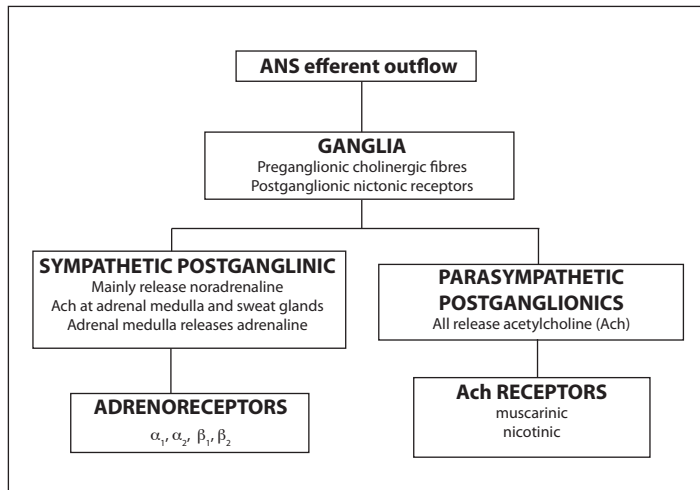 ANS efferent outflow
GANGLIA
Preganglionic cholinergic fibres
Postganglionic nictonic receptors
SYMPATHETIC POSTGANGLINIC
Mainly release noradrenaline
Ach at adrenal medulla and sweat glands
Adrenal medulla releases adrenaline
PARASYMPATHETIC
POSTGANGLIONICS
All release acetylcholine (Ach)
ADRENORECEPTORS
α₁, α₂, β₁, β₂
Ach RECEPTORS
muscarinic
nicotinic